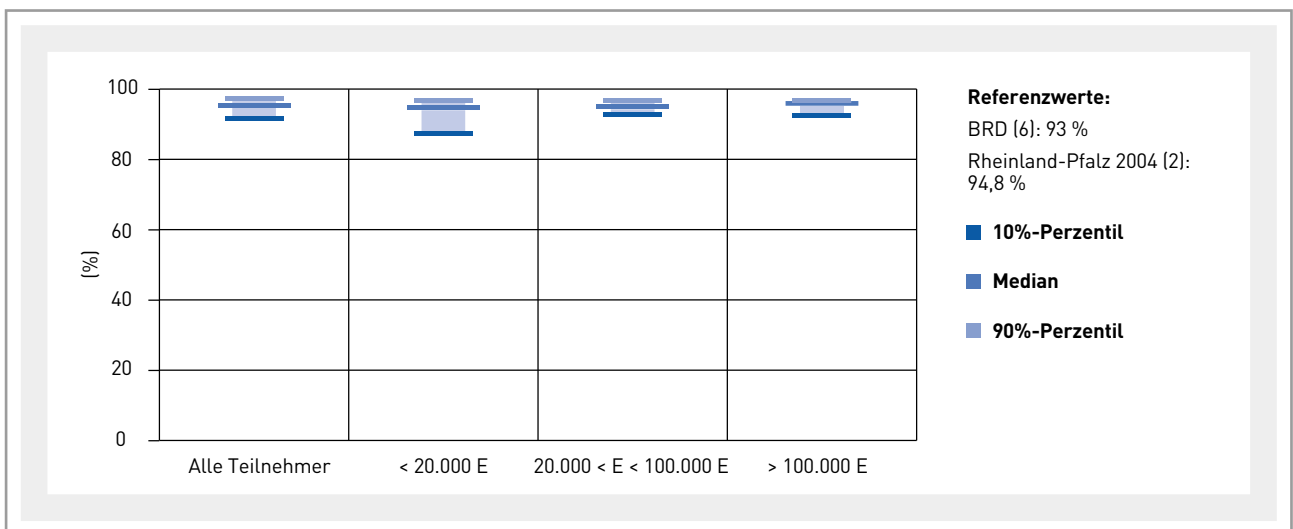 100
80
60
40
20
0
(%)
Alle Teilnehmer
< 20.000 E
20.000 < E < 100.000 E
> 100.000 E
Referenzwerte:
BRD (6): 93 %
Rheinland-Pfalz 2004 (2):
94,8 %
10%-Perzentil
Median
90%-Perzentil